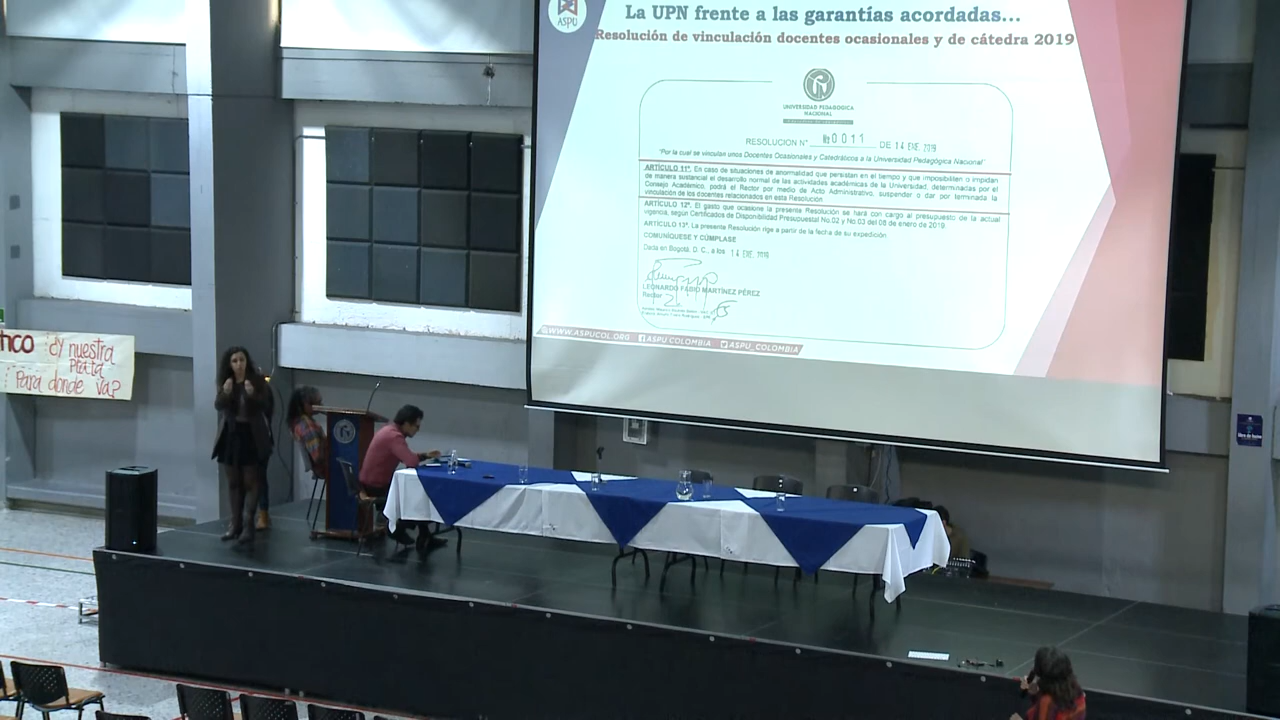 ASPU
La UPN frente a las garantías acordadas...
Resolución de vinculación docentes ocasionales y de cátedra 2019
UNIVERSIDAD PEDAGOGICA
NACIONAL
RESOLUCION N° No 0011 DE 14 ENE. 2019
"Por la cual se vinculan unos Docentes Ocasionales y Catedráticos a la Universidad Pedagógica Nacional"
ARTÍCULO 11°. En caso de situaciones de anormalidad que persistan en el tiempo y que imposibiliten o impidan
de manera sustancial el desarrollo normal de las actividades académicas de la Universidad, determinadas por el
Consejo Académico, podrá el Rector por medio de Acto Administrativo, suspender o dar por terminada la
vinculación de los docentes relacionados en esta Resolución
ARTÍCULO 12°. El gasto que ocasione la presente Resolución se hará con cargo al presupuesto de la actual
vigencia, según Certificados de Disponibilidad Presupuestal No.02 y No.03 del 08 de enero de 2019.
ARTÍCULO 13°. La presente Resolución rige a partir de la fecha de su expedición.
COMUNÍQUESE Y CÚMPLASE
Dada en Bogotá, D. C., a los 14 ENE. 2019
LEONARDO FABIO MARTÍNEZ PÉREZ
Rector
WWW.ASPUCOL.ORG ASPU COLOMBIA ASPU_COLOMBIA
TICO ¿y nuestra
Plata
Para donde va?